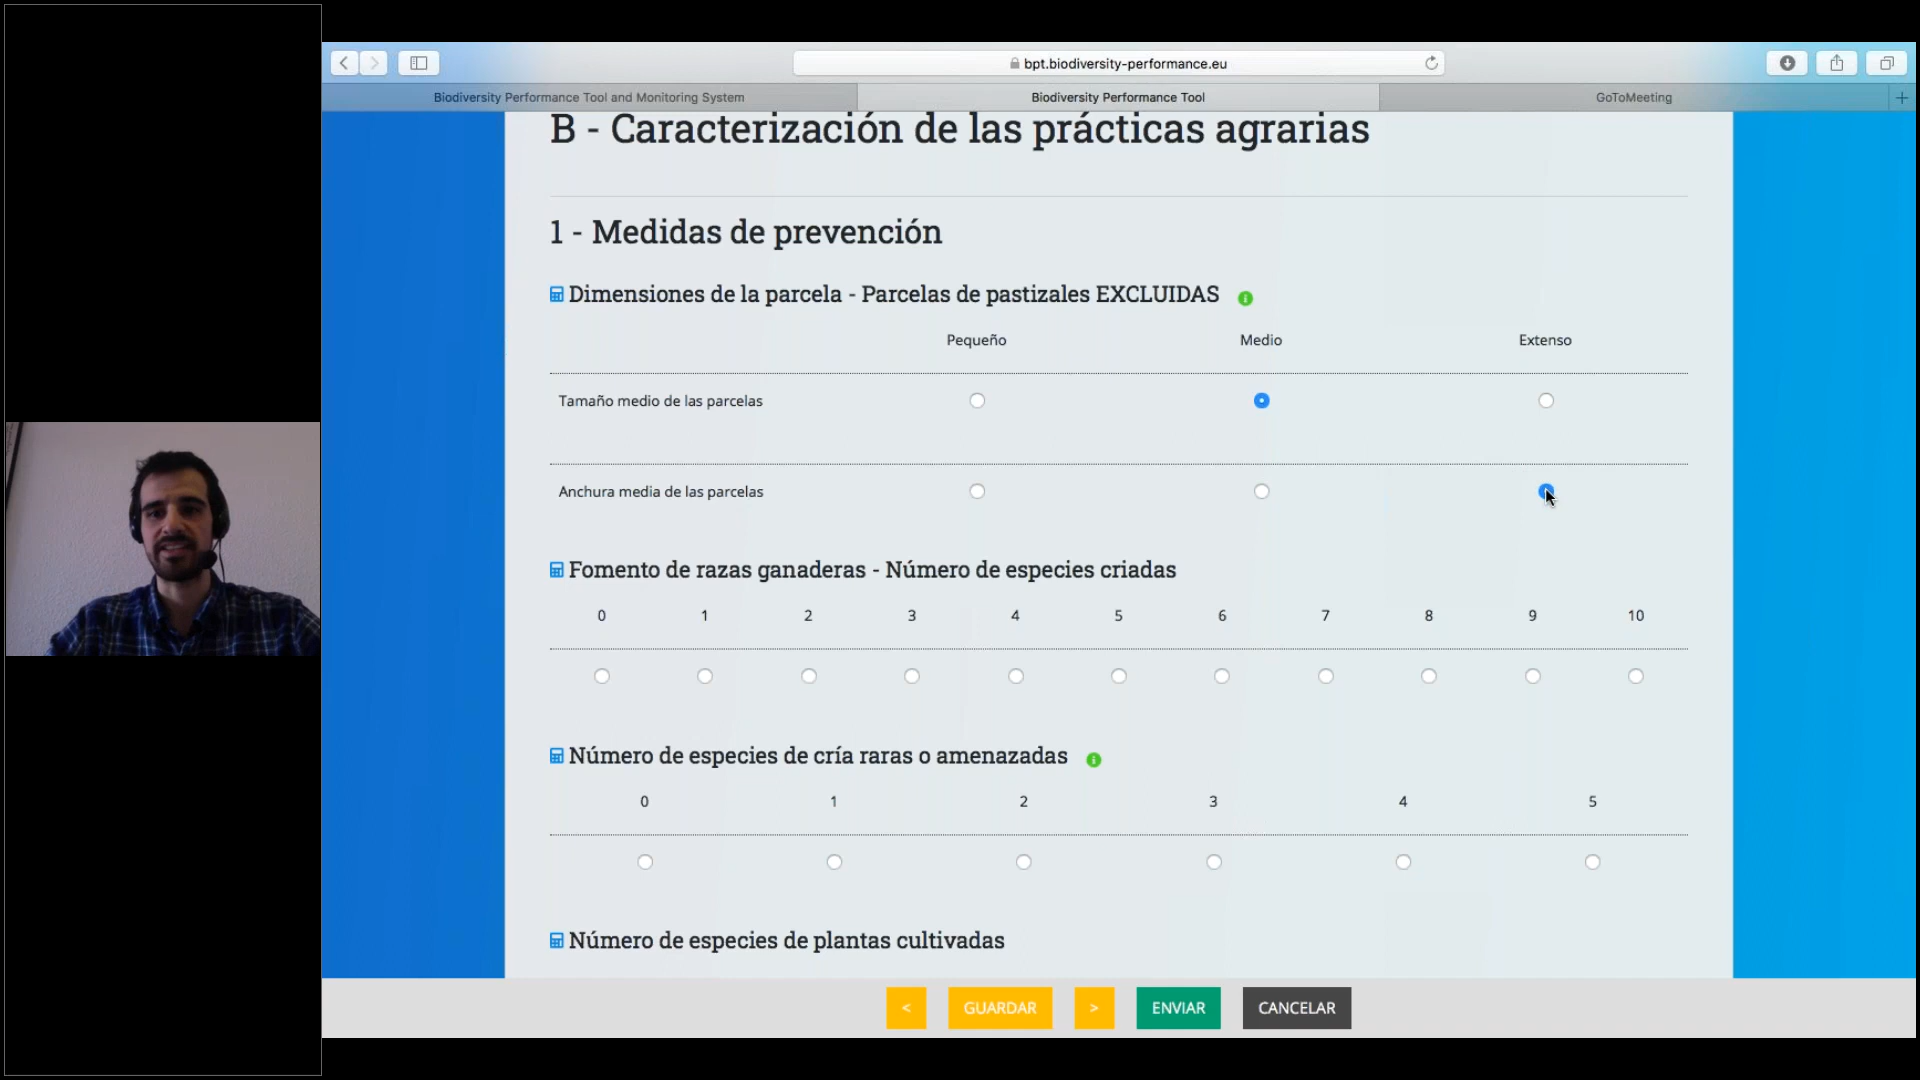 bpt.biodiversity-performance.eu
Biodiversity Performance Tool and Monitoring System
Biodiversity Performance Tool
GoToMeeting
B - Caracterización de las prácticas agrarias
1 - Medidas de prevención
Dimensiones de la parcela - Parcelas de pastizales EXCLUIDAS
Pequeño Medio Extenso
Tamaño medio de las parcelas
Anchura media de las parcelas
Fomento de razas ganaderas - Número de especies criadas
0 1 2 3 4 5 6 7 8 9 10
Número de especies de cría raras o amenazadas
0 1 2 3 4 5
Número de especies de plantas cultivadas
< GUARDAR > ENVIAR CANCELAR